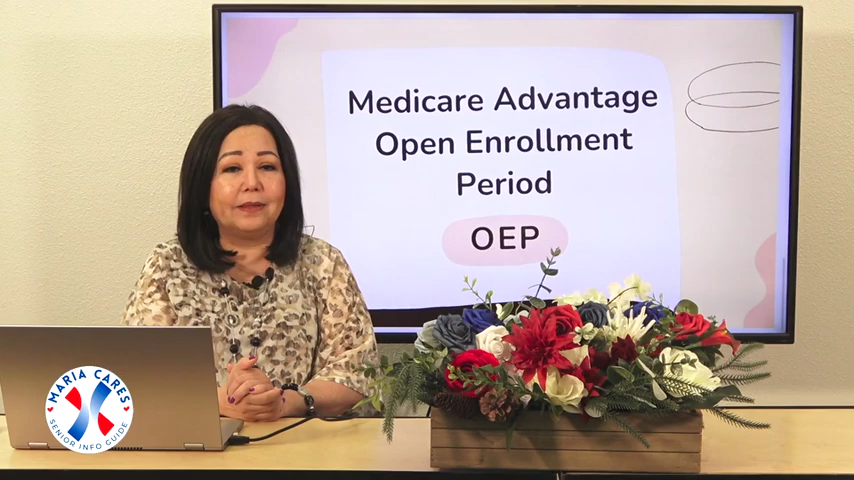 Medicare Advantage
Open Enrollment
Period
OEP
MARIA CARES
SENIOR INFO GUIDE